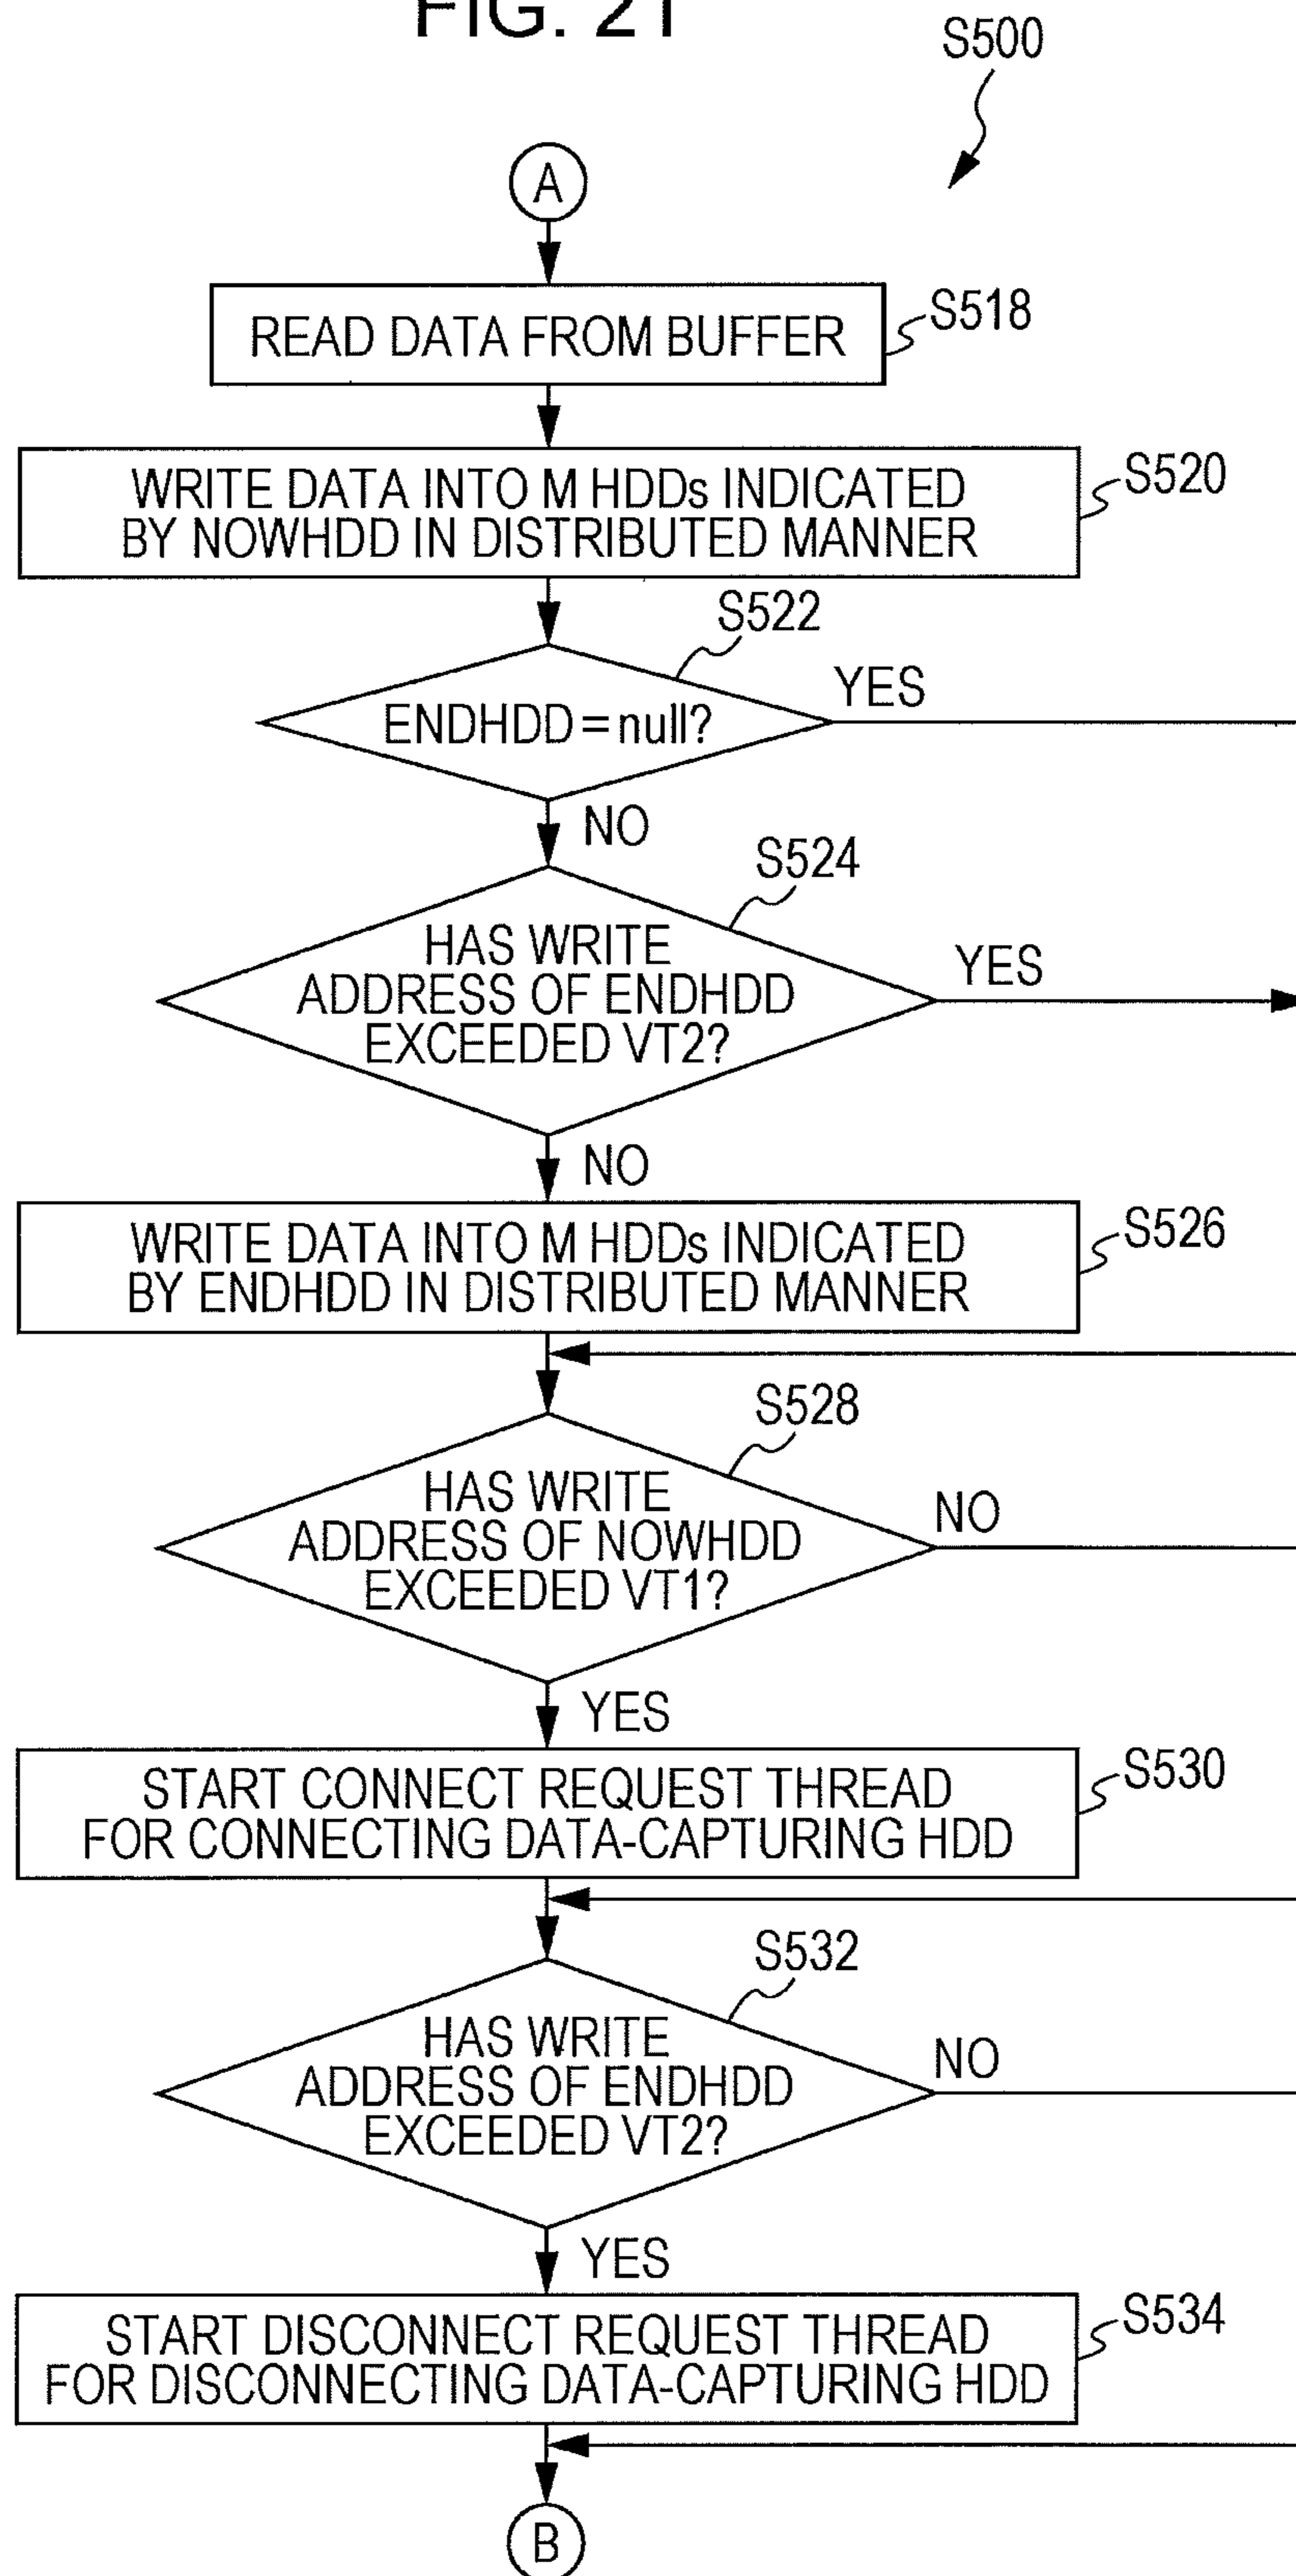 FIG. 21
S500
A
READ DATA FROM BUFFER
S518
WRITE DATA INTO M HDDs INDICATED
BY NOWHDD IN DISTRIBUTED MANNER
S520
S522
ENDHDD = null?
YES
NO
S524
HAS WRITE
ADDRESS OF ENDHDD
EXCEEDED VT2?
YES
NO
WRITE DATA INTO M HDDs INDICATED
BY ENDHDD IN DISTRIBUTED MANNER
S526
S528
HAS WRITE
ADDRESS OF NOWHDD
EXCEEDED VT1?
NO
YES
START CONNECT REQUEST THREAD
FOR CONNECTING DATA-CAPTURING HDD
S530
S532
HAS WRITE
ADDRESS OF ENDHDD
EXCEEDED VT2?
NO
YES
START DISCONNECT REQUEST THREAD
FOR DISCONNECTING DATA-CAPTURING HDD
S534
B